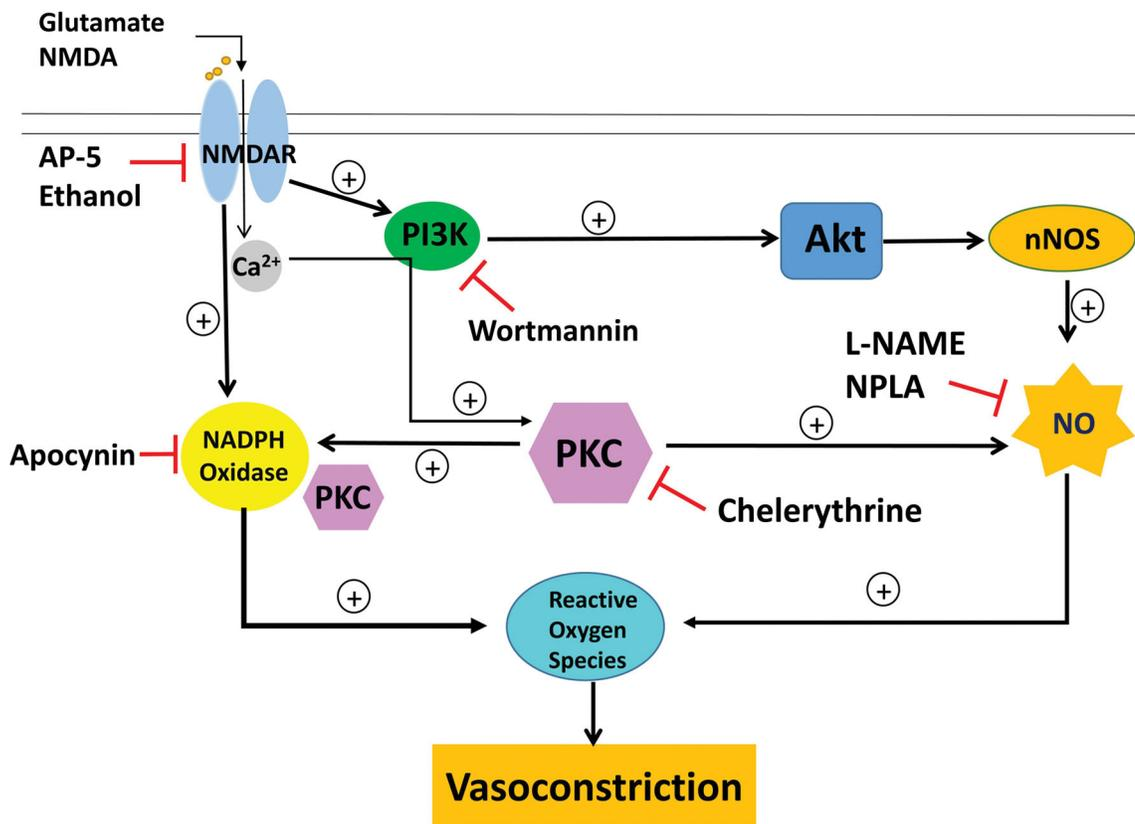 Glutamate
NMDA
AP-5
Ethanol
NMDAR
+
PI3K
+
Akt
nNOS
Ca²⁺
+
Wortmannin
+
L-NAME
NPLA
NO
+
+
Apocynin
NADPH
Oxidase
PKC
+
PKC
Chelerythrine
+
Reactive
Oxygen
Species
+
Vasoconstriction